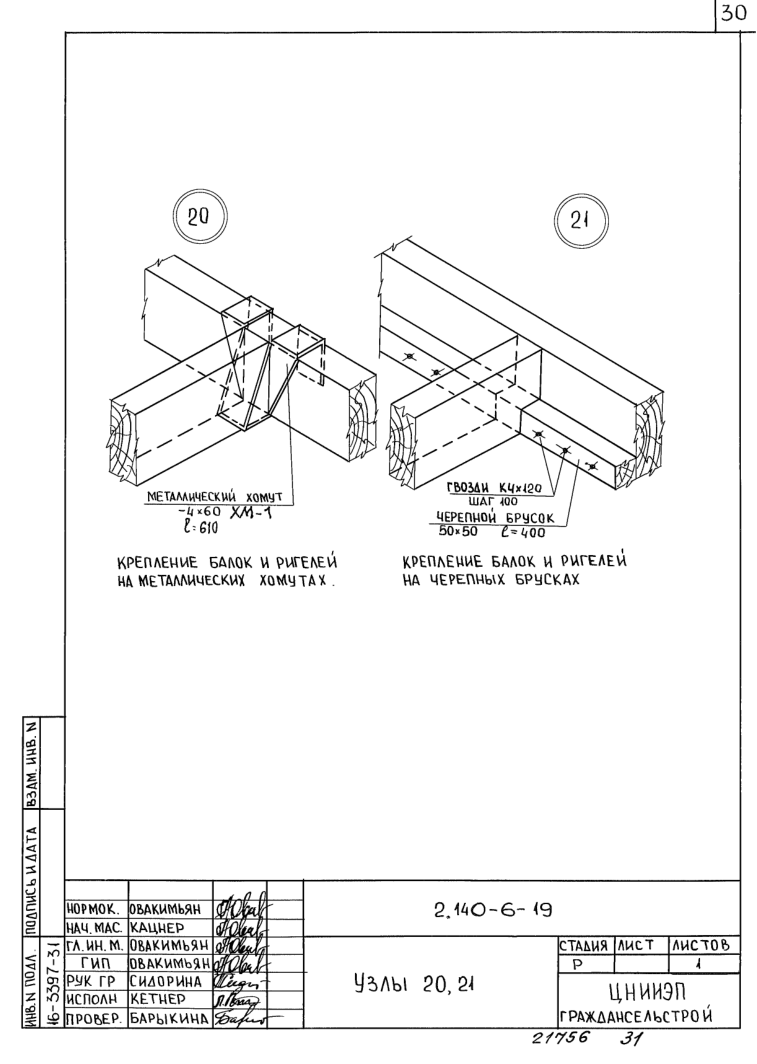 30
20
21
МЕТАЛЛИЧЕСКИЙ ХОМУТ
-4×60 ХМ-1
ℓ=610
ГВОЗДИ К4×120
ШАГ 100
ЧЕРЕПНОЙ БРУСОК
50×50 ℓ=400
КРЕПЛЕНИЕ БАЛОК И РИГЕЛЕЙ
НА МЕТАЛЛИЧЕСКИХ ХОМУТАХ.
КРЕПЛЕНИЕ БАЛОК И РИГЕЛЕЙ
НА ЧЕРЕПНЫХ БРУСКАХ
ВЗАМ. ИНВ. N
ПОДПИСЬ И ДАТА
ИНВ.N ПОДЛ.
16-5397-31
НОРМОК. ОВАКИМЬЯН
НАЧ. МАС. КАЦНЕР
ГЛ. ИН. М. ОВАКИМЬЯН
ГИП ОВАКИМЬЯН
РУК ГР СИДОРИНА
ИСПОЛН КЕТНЕР
ПРОВЕР. БАРЫКИНА
2.140-6-19
УЗЛЫ 20, 21
СТАДИЯ ЛИСТ ЛИСТОВ
Р 1
ЦНИИЭП
ГРАЖДАНСЕЛЬСТРОЙ
21756 31